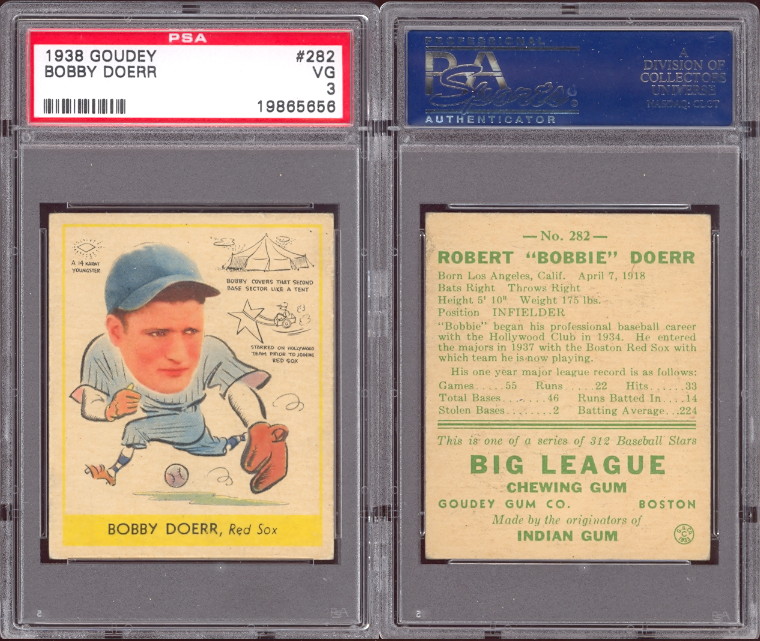 PSA
1938 GOUDEY #282
BOBBY DOERR VG
3
19865656
A 14 KARAT
YOUNGSTER
BOBBY COVERS THAT SECOND
BASE SECTOR LIKE A TENT
STARRED ON HOLLYWOOD
TEAM PRIOR TO JOINING
RED SOX
BOBBY DOERR, Red Sox
PROFESSIONAL
PSA
Sports
AUTHENTICATOR
A
DIVISION OF
COLLECTORS
UNIVERSE
NASDAQ: CLCT
— No. 282 —
ROBERT "BOBBIE" DOERR
Born Los Angeles, Calif. April 7, 1918
Bats Right Throws Right
Height 5' 10" Weight 175 lbs.
Position INFIELDER
"Bobbie" began his professional baseball career
with the Hollywood Club in 1934. He entered
the majors in 1937 with the Boston Red Sox with
which team he is now playing.
His one year major league record is as follows:
Games.....55 Runs.....22 Hits.....33
Total Bases.....46 Runs Batted In....14
Stolen Bases.....2 Batting Average...224
This is one of a series of 312 Baseball Stars
BIG LEAGUE
CHEWING GUM
GOUDEY GUM CO. BOSTON
Made by the originators of
INDIAN GUM